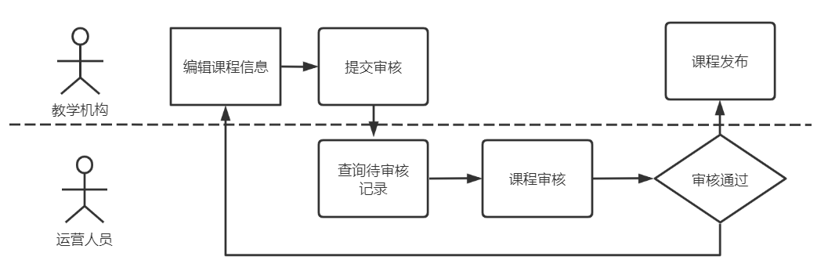 编辑课程信息
提交审核
课程发布
教学机构
查询待审核
记录
课程审核
审核通过
运营人员